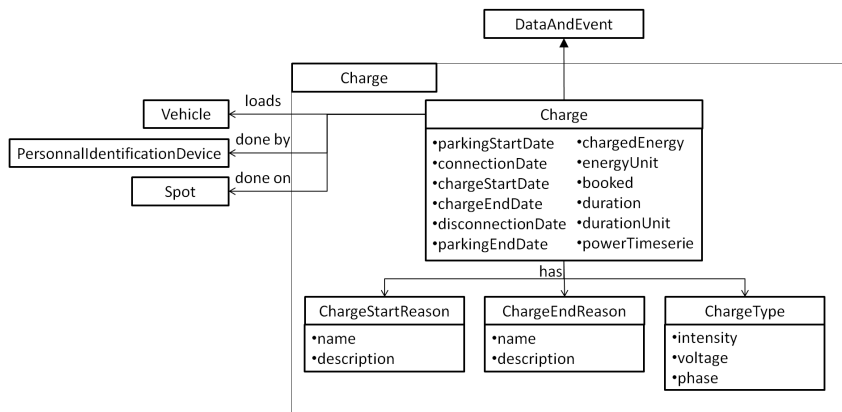 DataAndEvent
Charge
loads
Vehicle
done by
PersonnalIdentificationDevice
done on
Spot
Charge
•parkingStartDate
•connectionDate
•chargeStartDate
•chargeEndDate
•disconnectionDate
•parkingEndDate
•chargedEnergy
•energyUnit
•booked
•duration
•durationUnit
•powerTimeserie
has
ChargeStartReason
•name
•description
ChargeEndReason
•name
•description
ChargeType
•intensity
•voltage
•phase